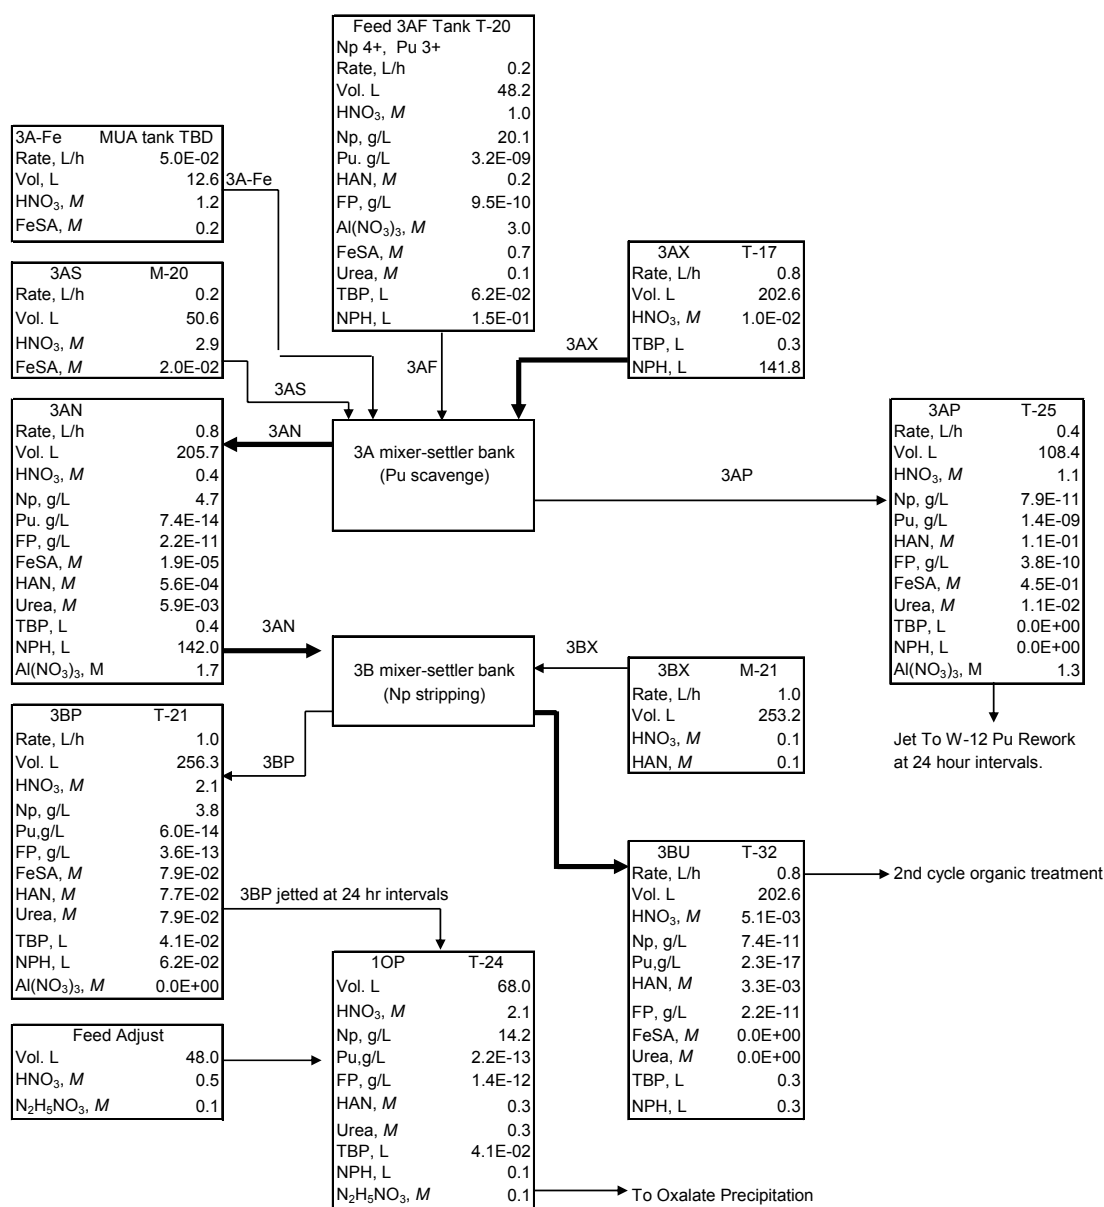 Feed 3AF Tank T-20
Np 4+, Pu 3+
Rate, L/h 0.2
Vol. L 48.2
HNO₃, M 1.0
Np, g/L 20.1
Pu. g/L 3.2E-09
HAN, M 0.2
FP, g/L 9.5E-10
Al(NO₃)₃, M 3.0
FeSA, M 0.7
Urea, M 0.1
TBP, L 6.2E-02
NPH, L 1.5E-01
3A-Fe MUA tank TBD
Rate, L/h 5.0E-02
Vol, L 12.6
HNO₃, M 1.2
FeSA, M 0.2
3A-Fe
3AS M-20
Rate, L/h 0.2
Vol. L 50.6
HNO₃, M 2.9
FeSA, M 2.0E-02
3AS
3AF
3AX
3AX T-17
Rate, L/h 0.8
Vol. L 202.6
HNO₃, M 1.0E-02
TBP, L 0.3
NPH, L 141.8
3AN
Rate, L/h 0.8
Vol. L 205.7
HNO₃, M 0.4
Np, g/L 4.7
Pu. g/L 7.4E-14
FP, g/L 2.2E-11
FeSA, M 1.9E-05
HAN, M 5.6E-04
Urea, M 5.9E-03
TBP, L 0.4
NPH, L 142.0
Al(NO₃)₃, M 1.7
3AN
3A mixer-settler bank
(Pu scavenge)
3AP
3AP T-25
Rate, L/h 0.4
Vol. L 108.4
HNO₃, M 1.1
Np, g/L 7.9E-11
Pu, g/L 1.4E-09
HAN, M 1.1E-01
FP, g/L 3.8E-10
FeSA, M 4.5E-01
Urea, M 1.1E-02
TBP, L 0.0E+00
NPH, L 0.0E+00
Al(NO₃)₃, M 1.3
Jet To W-12 Pu Rework
at 24 hour intervals.
3AN
3B mixer-settler bank
(Np stripping)
3BX
3BX M-21
Rate, L/h 1.0
Vol. L 253.2
HNO₃, M 0.1
HAN, M 0.1
3BP T-21
Rate, L/h 1.0
Vol. L 256.3
HNO₃, M 2.1
Np, g/L 3.8
Pu,g/L 6.0E-14
FP, g/L 3.6E-13
FeSA, M 7.9E-02
HAN, M 7.7E-02
Urea, M 7.9E-02
TBP, L 4.1E-02
NPH, L 6.2E-02
Al(NO₃)₃, M 0.0E+00
3BP
3BP jetted at 24 hr intervals
3BU T-32
Rate, L/h 0.8
Vol. L 202.6
HNO₃, M 5.1E-03
Np, g/L 7.4E-11
Pu,g/L 2.3E-17
HAN, M 3.3E-03
FP, g/L 2.2E-11
FeSA, M 0.0E+00
Urea, M 0.0E+00
TBP, L 0.3
NPH, L 0.3
2nd cycle organic treatment
Feed Adjust
Vol. L 48.0
HNO₃, M 0.5
N₂H₅NO₃, M 0.1
1OP T-24
Vol. L 68.0
HNO₃, M 2.1
Np, g/L 14.2
Pu,g/L 2.2E-13
FP, g/L 1.4E-12
HAN, M 0.3
Urea, M 0.3
TBP, L 4.1E-02
NPH, L 0.1
N₂H₅NO₃, M 0.1
To Oxalate Precipitation